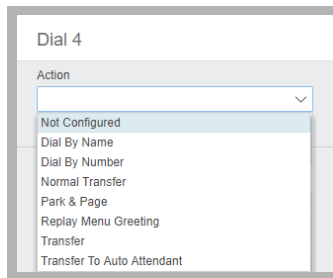 Dial 4
Action
Not Configured
Dial By Name
Dial By Number
Normal Transfer
Park & Page
Replay Menu Greeting
Transfer
Transfer To Auto Attendant